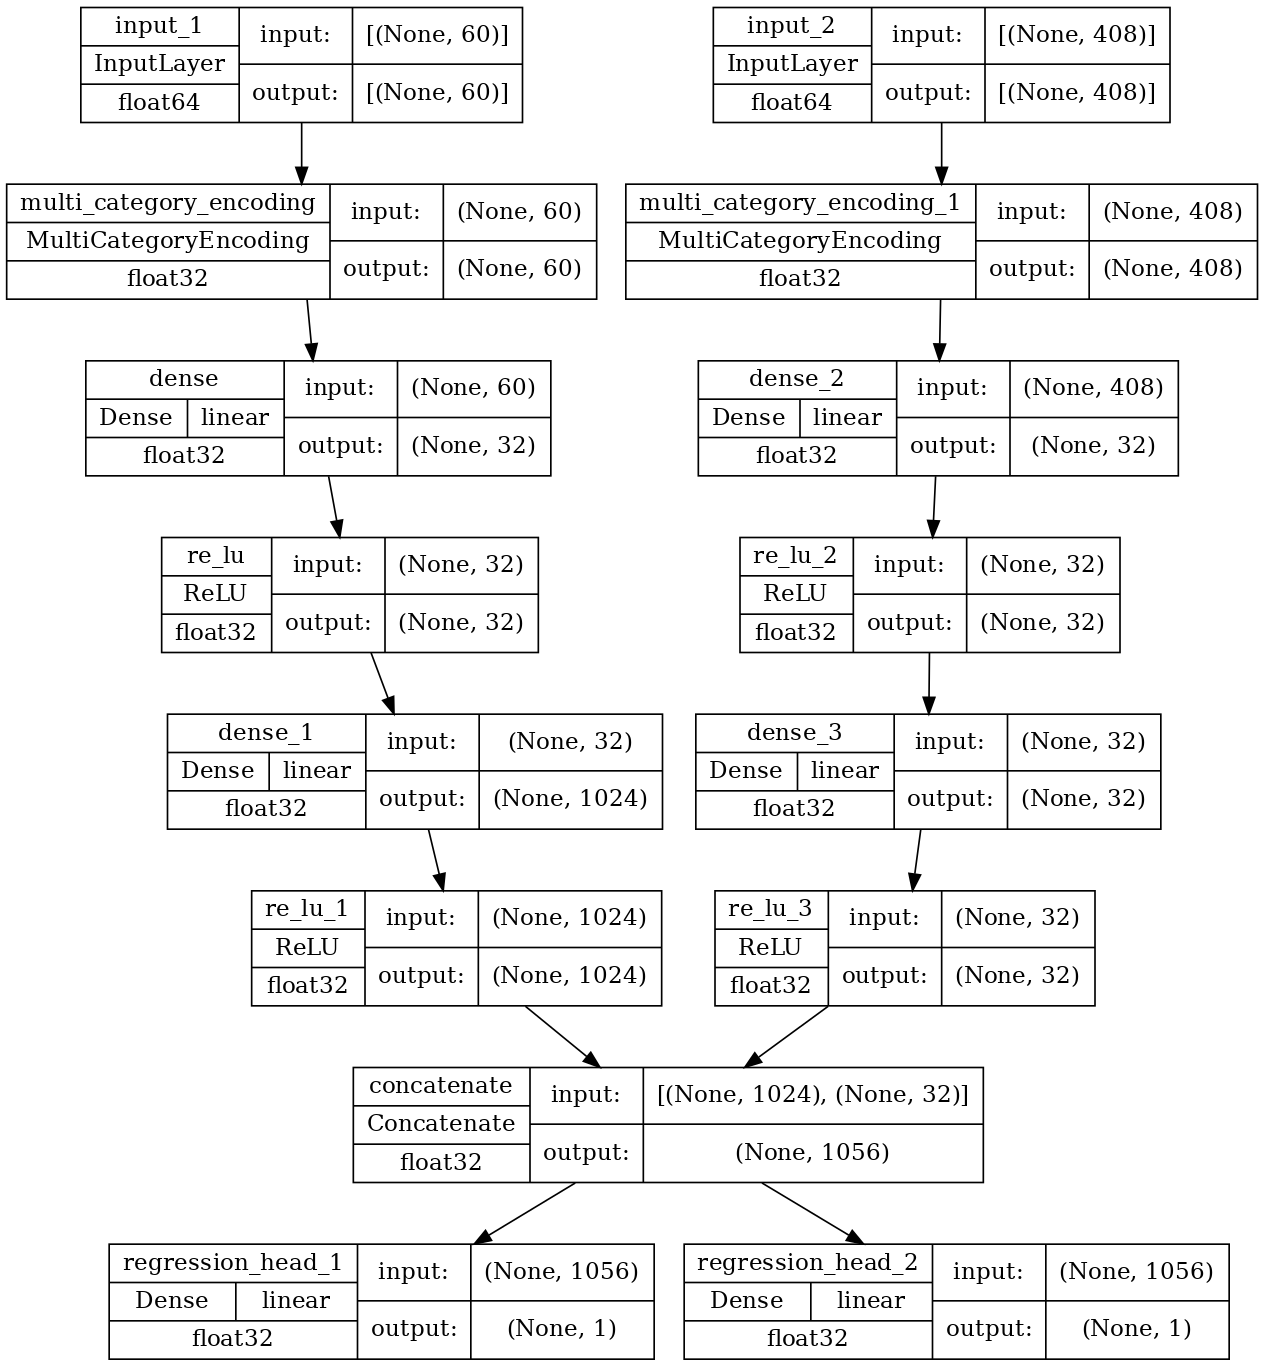 input_1
InputLayer
float64
input:
[(None, 60)]
output:
[(None, 60)]
input_2
InputLayer
float64
input:
[(None, 408)]
output:
[(None, 408)]
multi_category_encoding
MultiCategoryEncoding
float32
input:
(None, 60)
output:
(None, 60)
multi_category_encoding_1
MultiCategoryEncoding
float32
input:
(None, 408)
output:
(None, 408)
dense
Dense
linear
float32
input:
(None, 60)
output:
(None, 32)
dense_2
Dense
linear
float32
input:
(None, 408)
output:
(None, 32)
re_lu
ReLU
float32
input:
(None, 32)
output:
(None, 32)
re_lu_2
ReLU
float32
input:
(None, 32)
output:
(None, 32)
dense_1
Dense
linear
float32
input:
(None, 32)
output:
(None, 1024)
dense_3
Dense
linear
float32
input:
(None, 32)
output:
(None, 32)
re_lu_1
ReLU
float32
input:
(None, 1024)
output:
(None, 1024)
re_lu_3
ReLU
float32
input:
(None, 32)
output:
(None, 32)
concatenate
Concatenate
float32
input:
[(None, 1024), (None, 32)]
output:
(None, 1056)
regression_head_1
Dense
linear
float32
input:
(None, 1056)
output:
(None, 1)
regression_head_2
Dense
linear
float32
input:
(None, 1056)
output:
(None, 1)